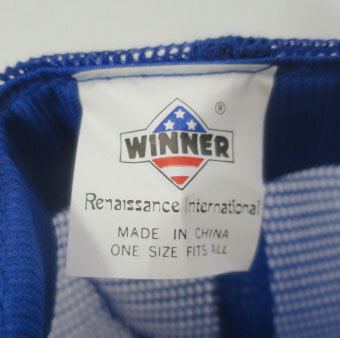 ®
WINNER
Renaissance International
MADE IN CHINA
ONE SIZE FITS ALL